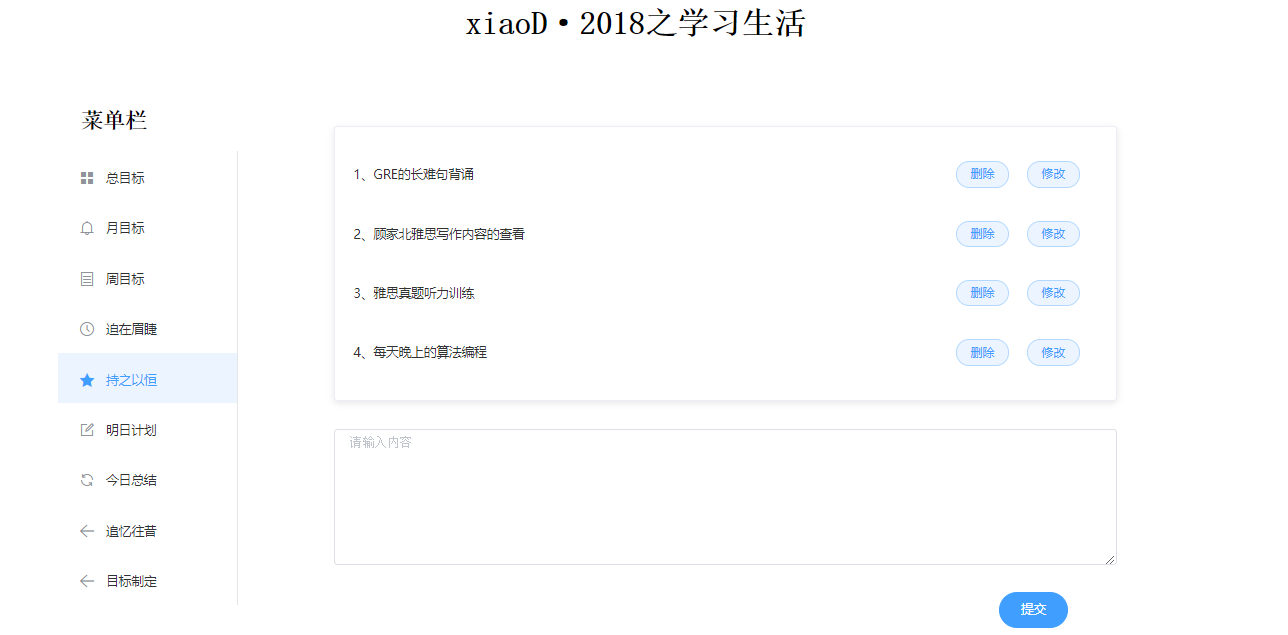 xiaoD·2018之学习生活
菜单栏
总目标
月目标
周目标
迫在眉睫
持之以恒
明日计划
今日总结
追忆往昔
目标制定
1、GRE的长难句背诵 删除 修改
2、顾家北雅思写作内容的查看 删除 修改
3、雅思真题听力训练 删除 修改
4、每天晚上的算法编程 删除 修改
请输入内容
提交